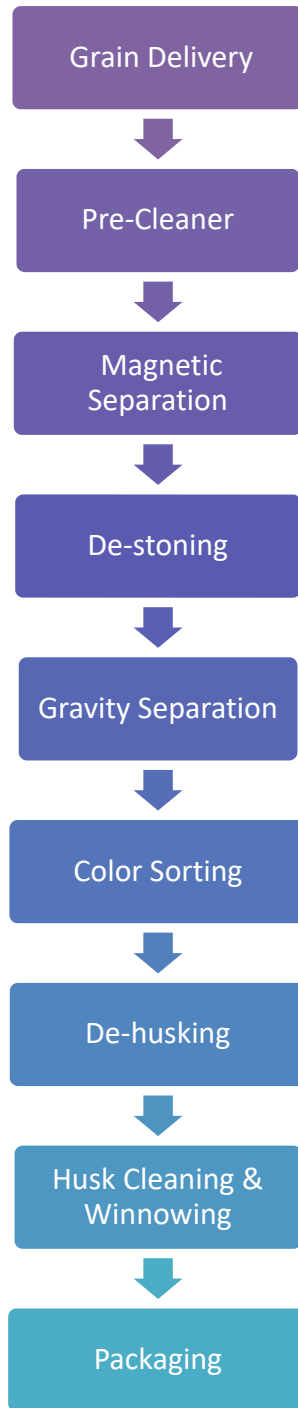 Grain Delivery
Pre-Cleaner
Magnetic
Separation
De-stoning
Gravity Separation
Color Sorting
De-husking
Husk Cleaning &
Winnowing
Packaging